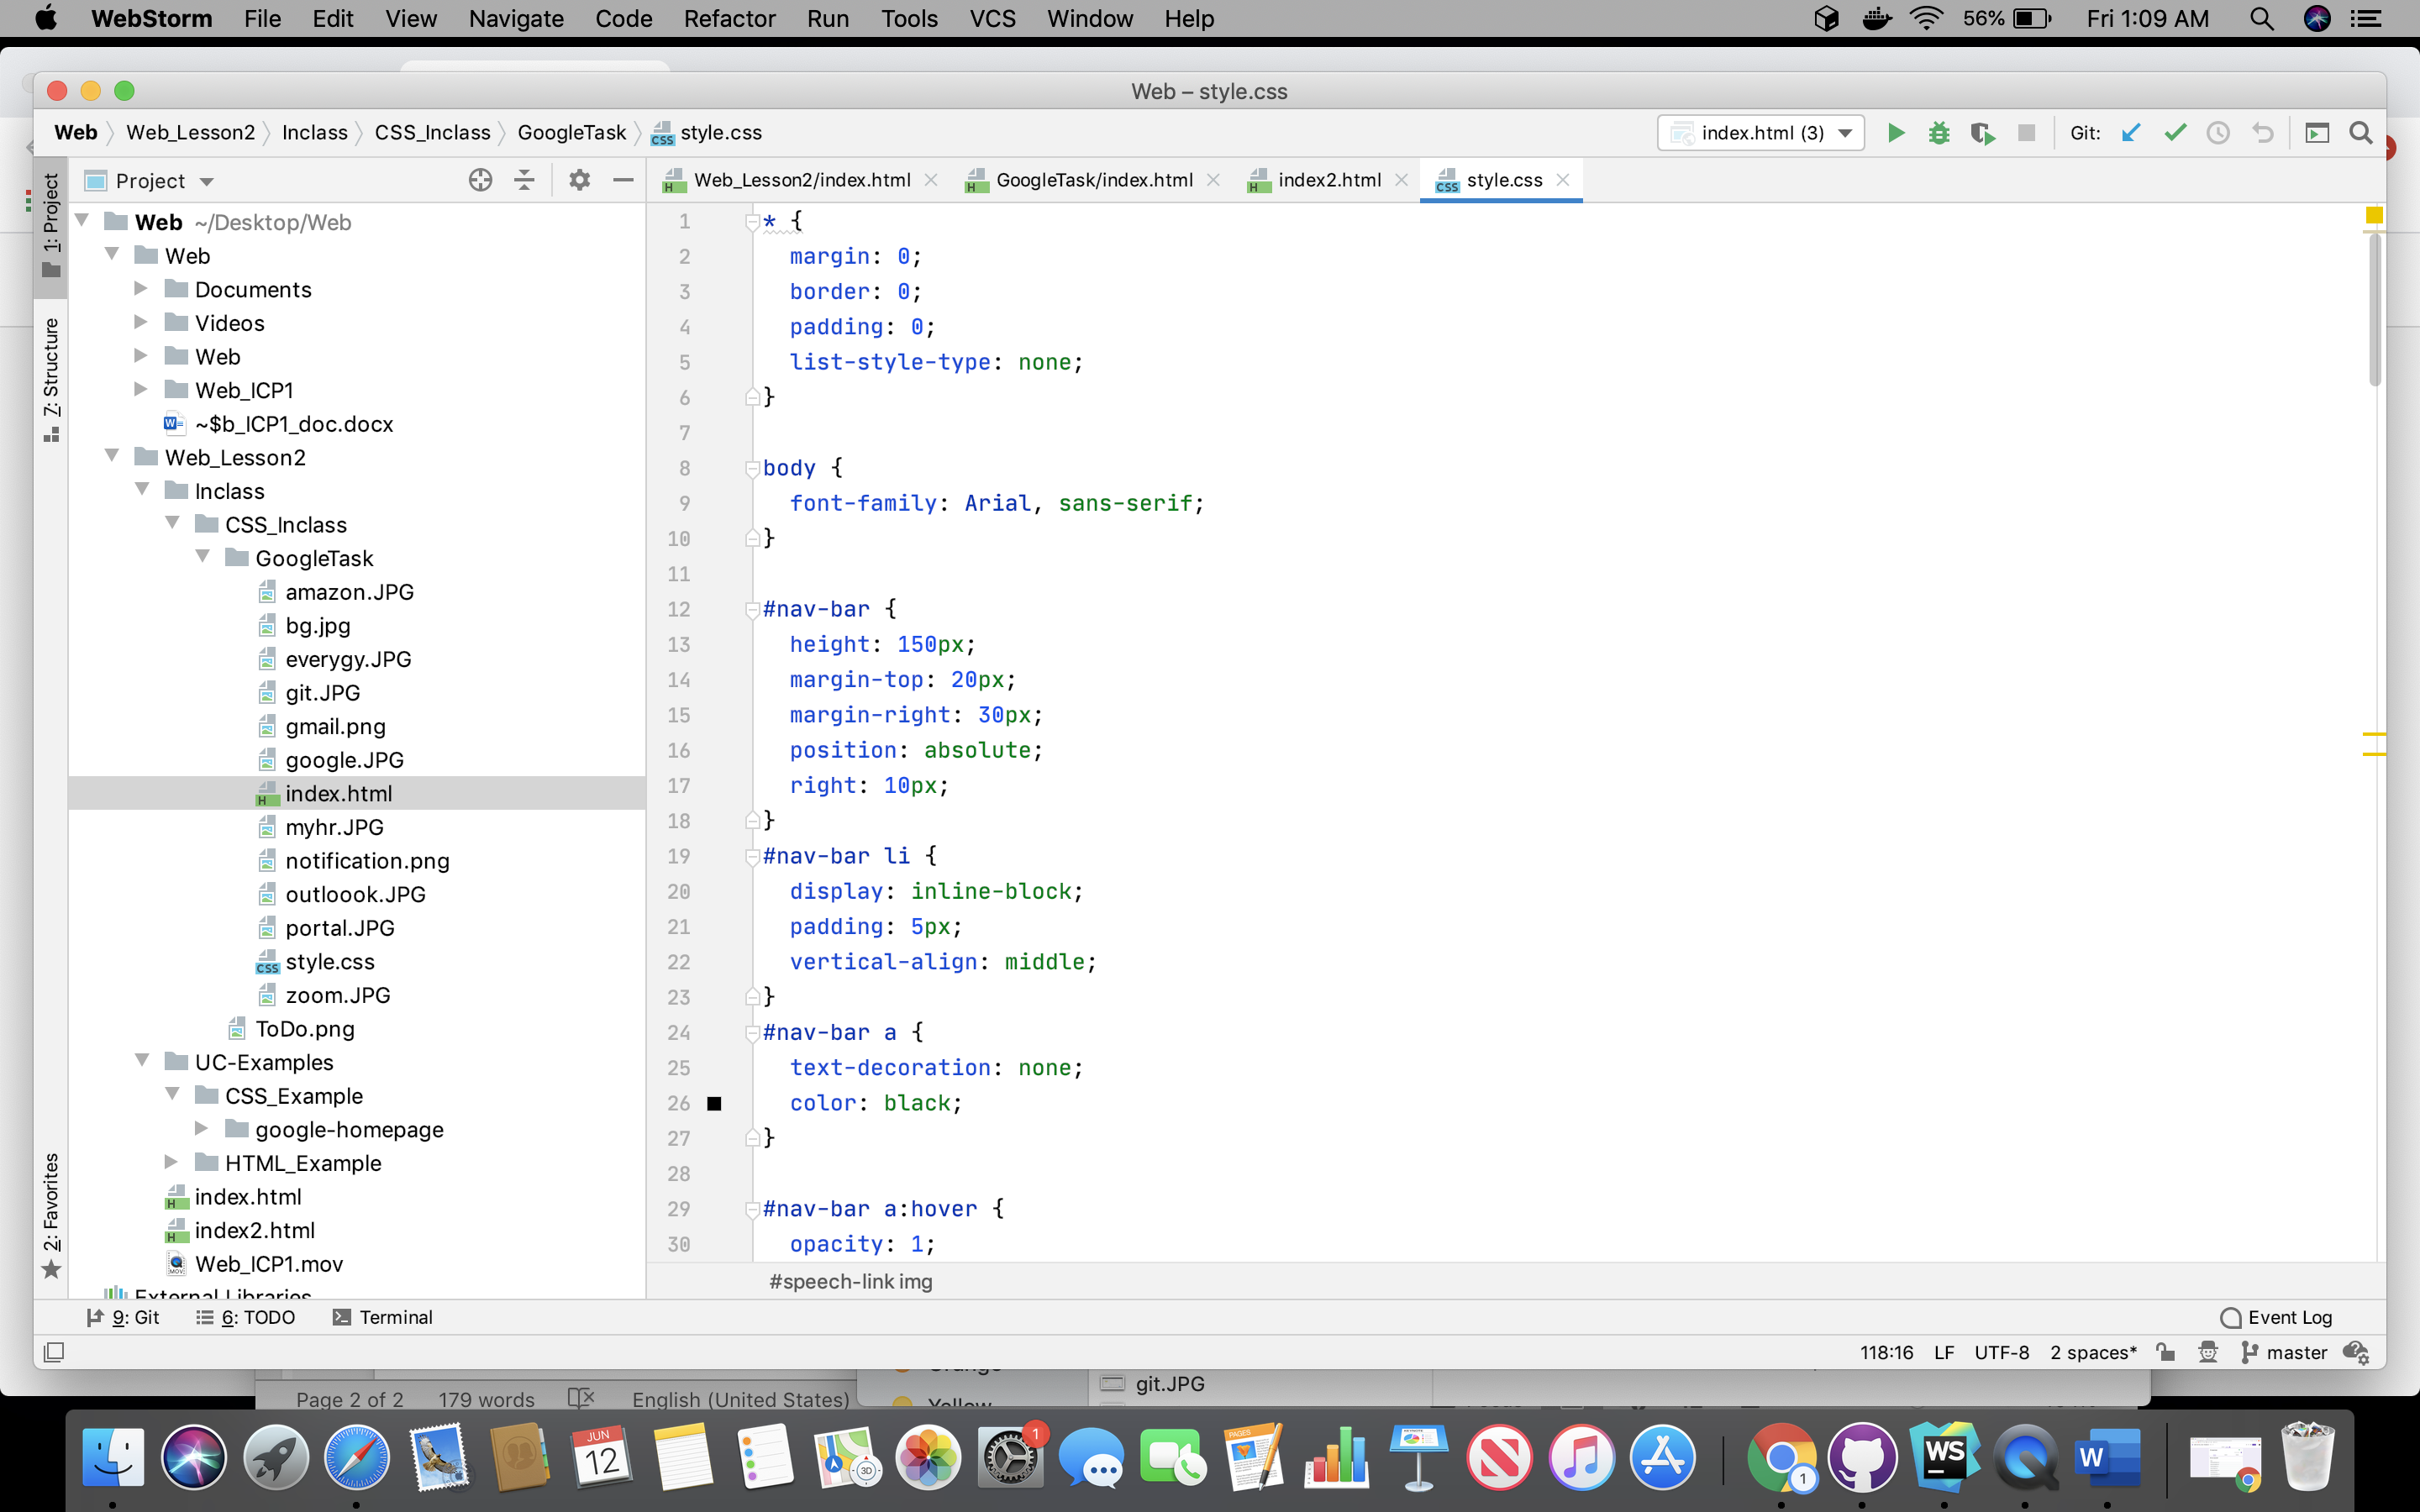 WebStorm File Edit View Navigate Code Refactor Run Tools VCS Window Help 56% Fri 1:09 AM
Web – style.css
Web Web_Lesson2 Inclass CSS_Inclass GoogleTask style.css index.html (3) Git:
Project
Web_Lesson2/index.html GoogleTask/index.html index2.html style.css
1: Project
Z: Structure
2: Favorites
Web ~/Desktop/Web
Web
Documents
Videos
Web
Web_ICP1
~$b_ICP1_doc.docx
Web_Lesson2
Inclass
CSS_Inclass
GoogleTask
amazon.JPG
bg.jpg
everygy.JPG
git.JPG
gmail.png
google.JPG
index.html
myhr.JPG
notification.png
outloook.JPG
portal.JPG
style.css
zoom.JPG
ToDo.png
UC-Examples
CSS_Example
google-homepage
HTML_Example
index.html
index2.html
Web_ICP1.mov
External Libraries
1 * {
2 margin: 0;
3 border: 0;
4 padding: 0;
5 list-style-type: none;
6 }
7
8 body {
9 font-family: Arial, sans-serif;
10 }
11
12 #nav-bar {
13 height: 150px;
14 margin-top: 20px;
15 margin-right: 30px;
16 position: absolute;
17 right: 10px;
18 }
19 #nav-bar li {
20 display: inline-block;
21 padding: 5px;
22 vertical-align: middle;
23 }
24 #nav-bar a {
25 text-decoration: none;
26 color: black;
27 }
28
29 #nav-bar a:hover {
30 opacity: 1;
#speech-link img
9: Git 6: TODO Terminal Event Log
118:16 LF UTF-8 2 spaces* master
git.JPG
Page 2 of 2 179 words English (United States)
Yellow
JUN
12
3D
1
PAGES
1
WS
W